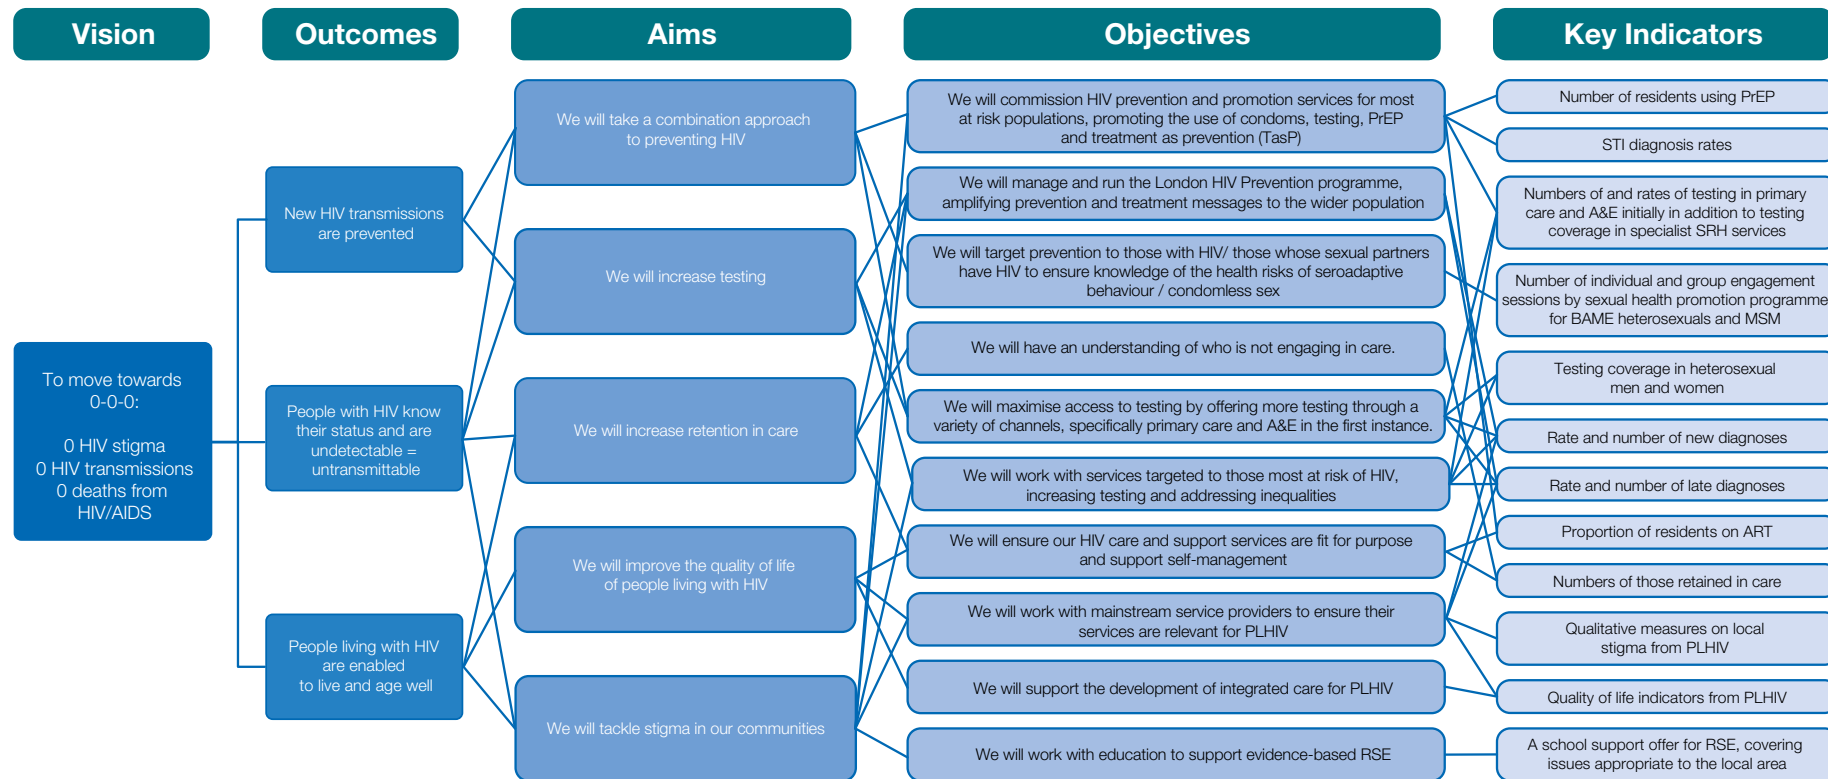 Vision
Outcomes
Aims
Objectives
Key Indicators
To move towards
0-0-0:
0 HIV stigma
0 HIV transmissions
0 deaths from
HIV/AIDS
New HIV transmissions
are prevented
People with HIV know
their status and are
undetectable =
untransmittable
People living with HIV
are enabled
to live and age well
We will take a combination approach
to preventing HIV
We will increase testing
We will increase retention in care
We will improve the quality of life
of people living with HIV
We will tackle stigma in our communities
We will commission HIV prevention and promotion services for most
at risk populations, promoting the use of condoms, testing, PrEP
and treatment as prevention (TasP)
We will manage and run the London HIV Prevention programme,
amplifying prevention and treatment messages to the wider population
We will target prevention to those with HIV/ those whose sexual partners
have HIV to ensure knowledge of the health risks of seroadaptive
behaviour / condomless sex
We will have an understanding of who is not engaging in care.
We will maximise access to testing by offering more testing through a
variety of channels, specifically primary care and A&E in the first instance.
We will work with services targeted to those most at risk of HIV,
increasing testing and addressing inequalities
We will ensure our HIV care and support services are fit for purpose
and support self-management
We will work with mainstream service providers to ensure their
services are relevant for PLHIV
We will support the development of integrated care for PLHIV
We will work with education to support evidence-based RSE
Number of residents using PrEP
STI diagnosis rates
Numbers of and rates of testing in primary
care and A&E initially in addition to testing
coverage in specialist SRH services
Number of individual and group engagement
sessions by sexual health promotion programme
for BAME heterosexuals and MSM
Testing coverage in heterosexual
men and women
Rate and number of new diagnoses
Rate and number of late diagnoses
Proportion of residents on ART
Numbers of those retained in care
Qualitative measures on local
stigma from PLHIV
Quality of life indicators from PLHIV
A school support offer for RSE, covering
issues appropriate to the local area